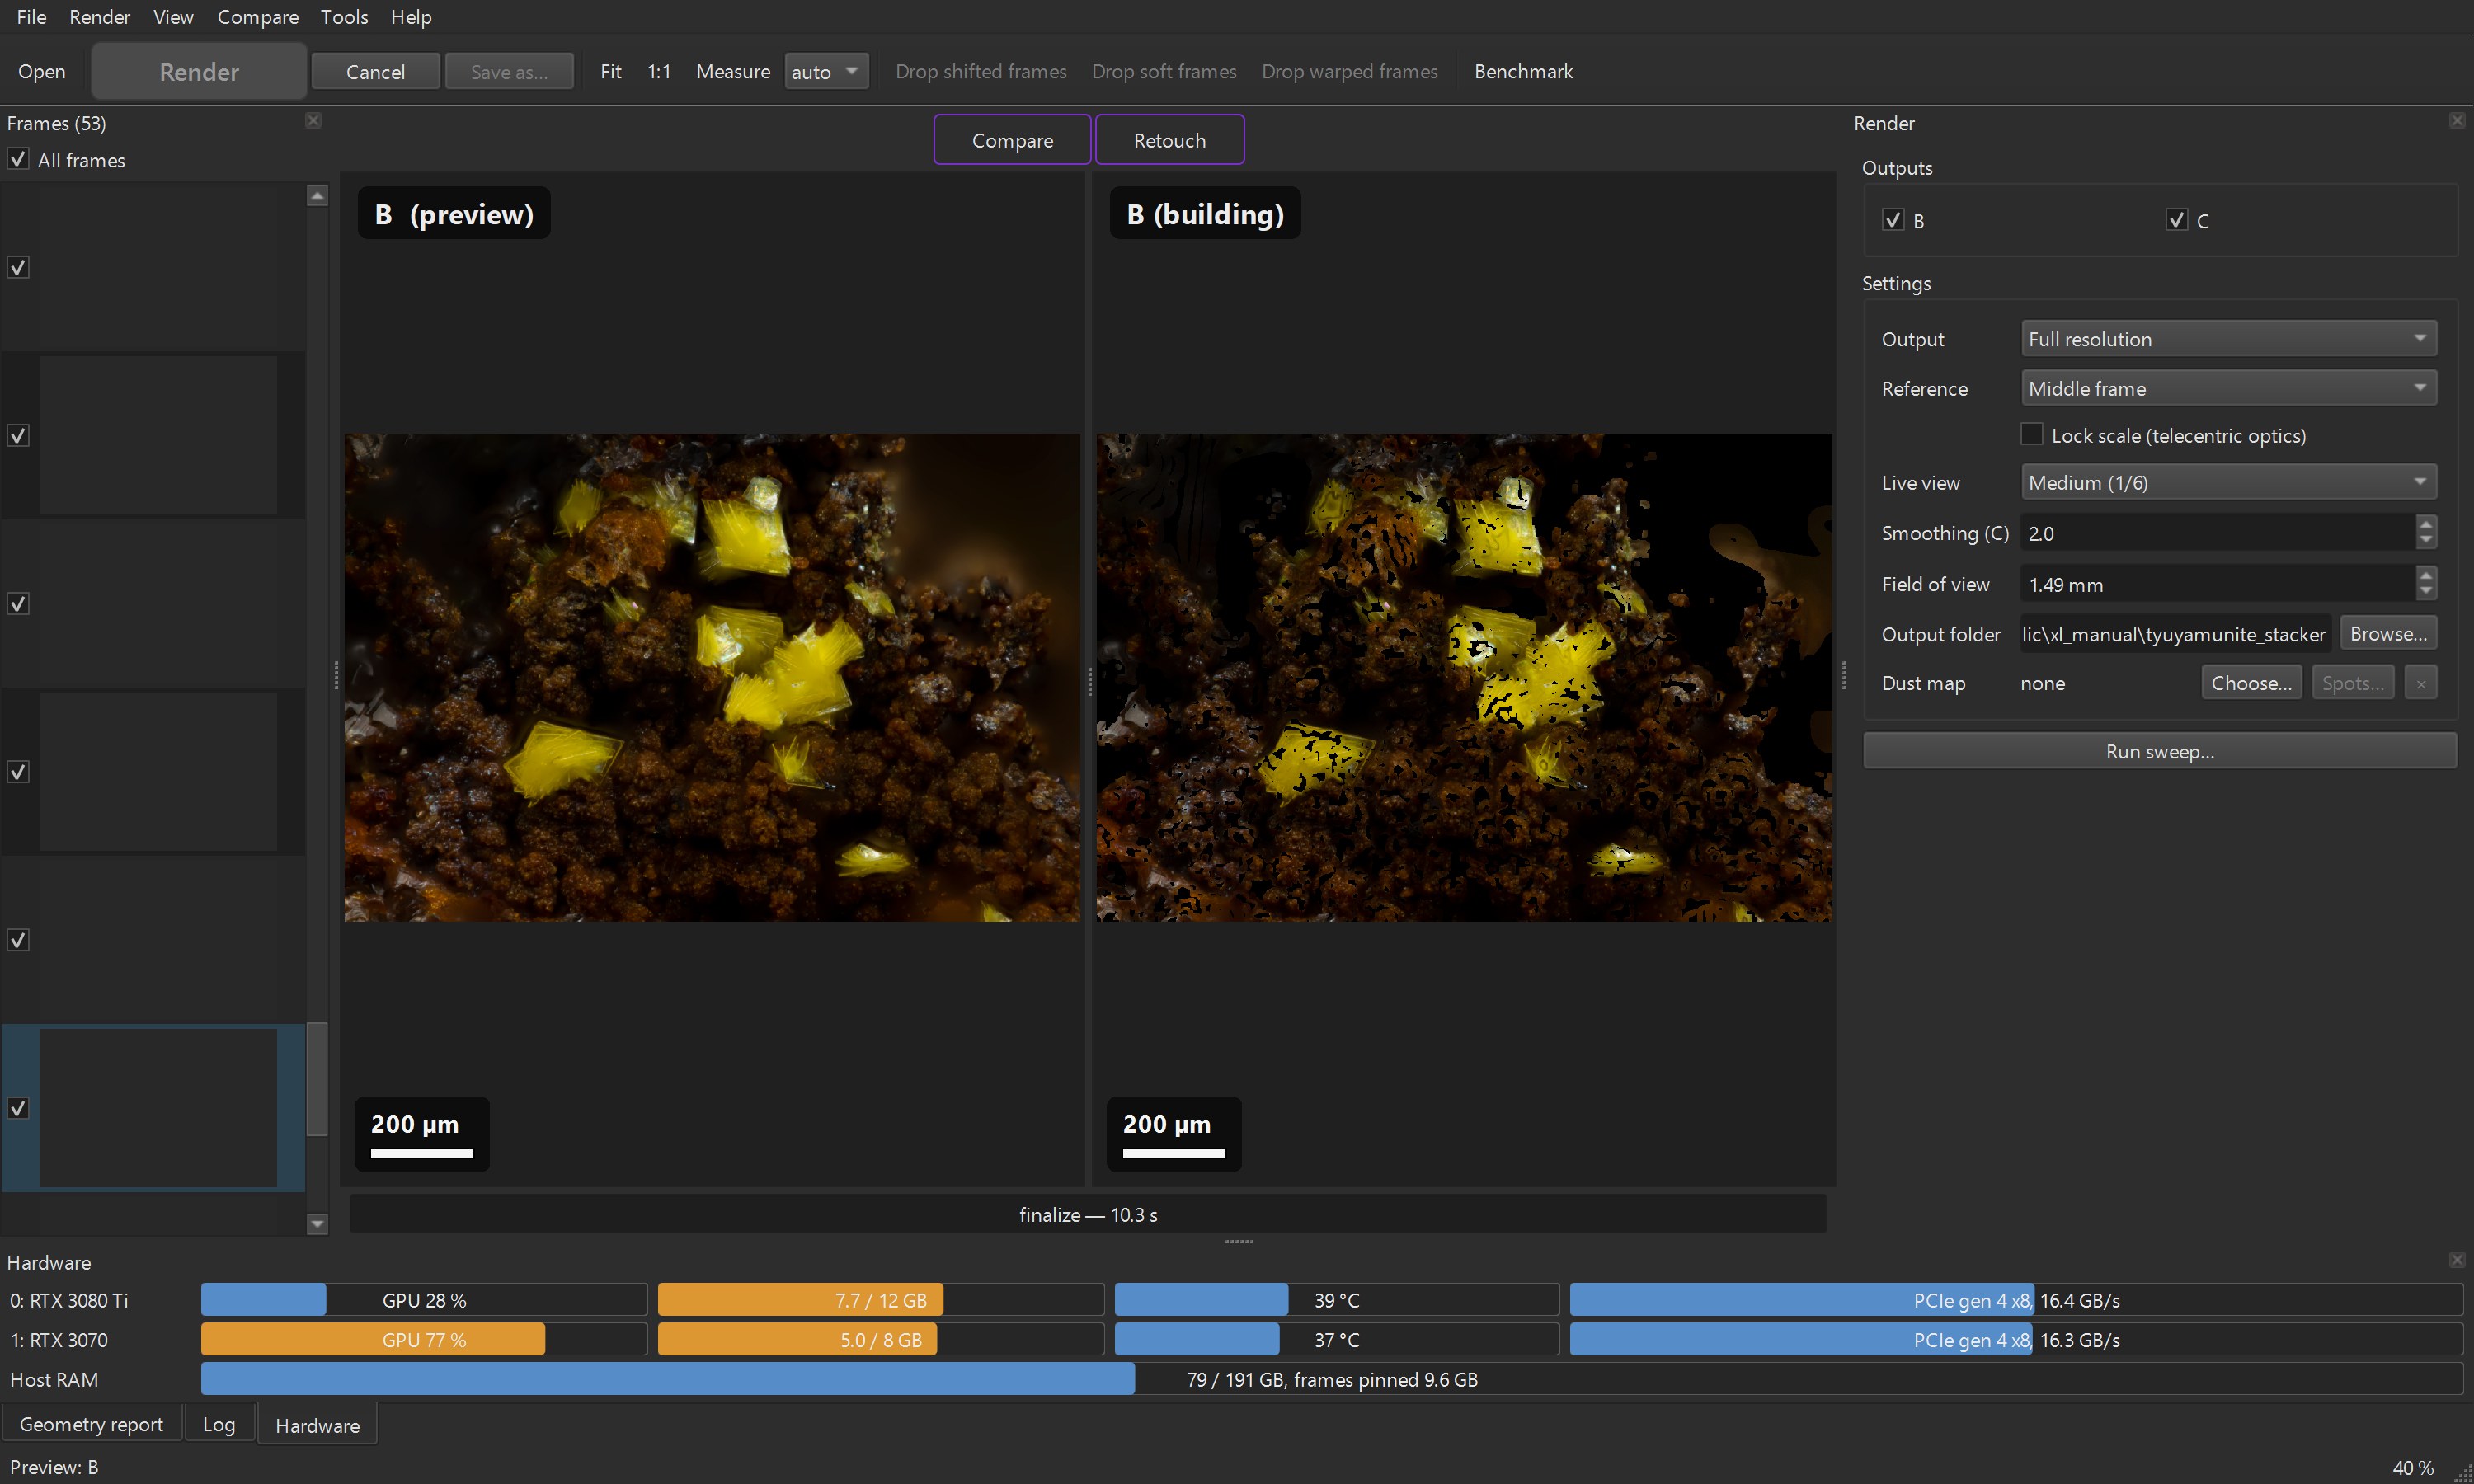 File Render View Compare Tools Help
Open Render Cancel Save as... Fit 1:1 Measure auto Drop shifted frames Drop soft frames Drop warped frames Benchmark
Frames (53)
All frames
Compare Retouch
B (preview)
B (building)
200 µm
200 µm
finalize — 10.3 s
Render
Outputs
B C
Settings
Output Full resolution
Reference Middle frame
Lock scale (telecentric optics)
Live view Medium (1/6)
Smoothing (C) 2.0
Field of view 1.49 mm
Output folder lic\xl_manual\tyuyamunite_stacker Browse...
Dust map none Choose... Spots... ×
Run sweep...
Hardware
0: RTX 3080 Ti GPU 28 % 7.7 / 12 GB 39 °C PCIe gen 4 x8, 16.4 GB/s
1: RTX 3070 GPU 77 % 5.0 / 8 GB 37 °C PCIe gen 4 x8, 16.3 GB/s
Host RAM 79 / 191 GB, frames pinned 9.6 GB
Geometry report Log Hardware
Preview: B 40 %